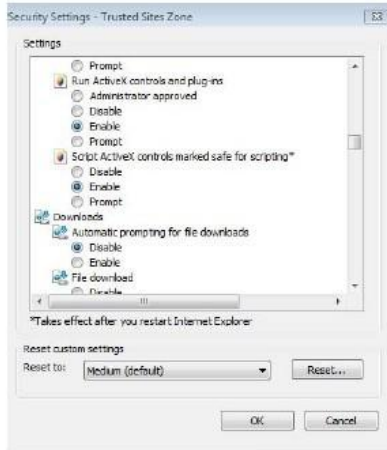 Security Settings - Trusted Sites Zone
Settings
Prompt
Run ActiveX controls and plug-ins
Administrator approved
Disable
Enable
Prompt
Script ActiveX controls marked safe for scripting*
Disable
Enable
Prompt
Downloads
Automatic prompting for file downloads
Disable
Enable
File download
Disable
*Takes effect after you restart Internet Explorer
Reset custom settings
Reset to: Medium (default) Reset...
OK Cancel